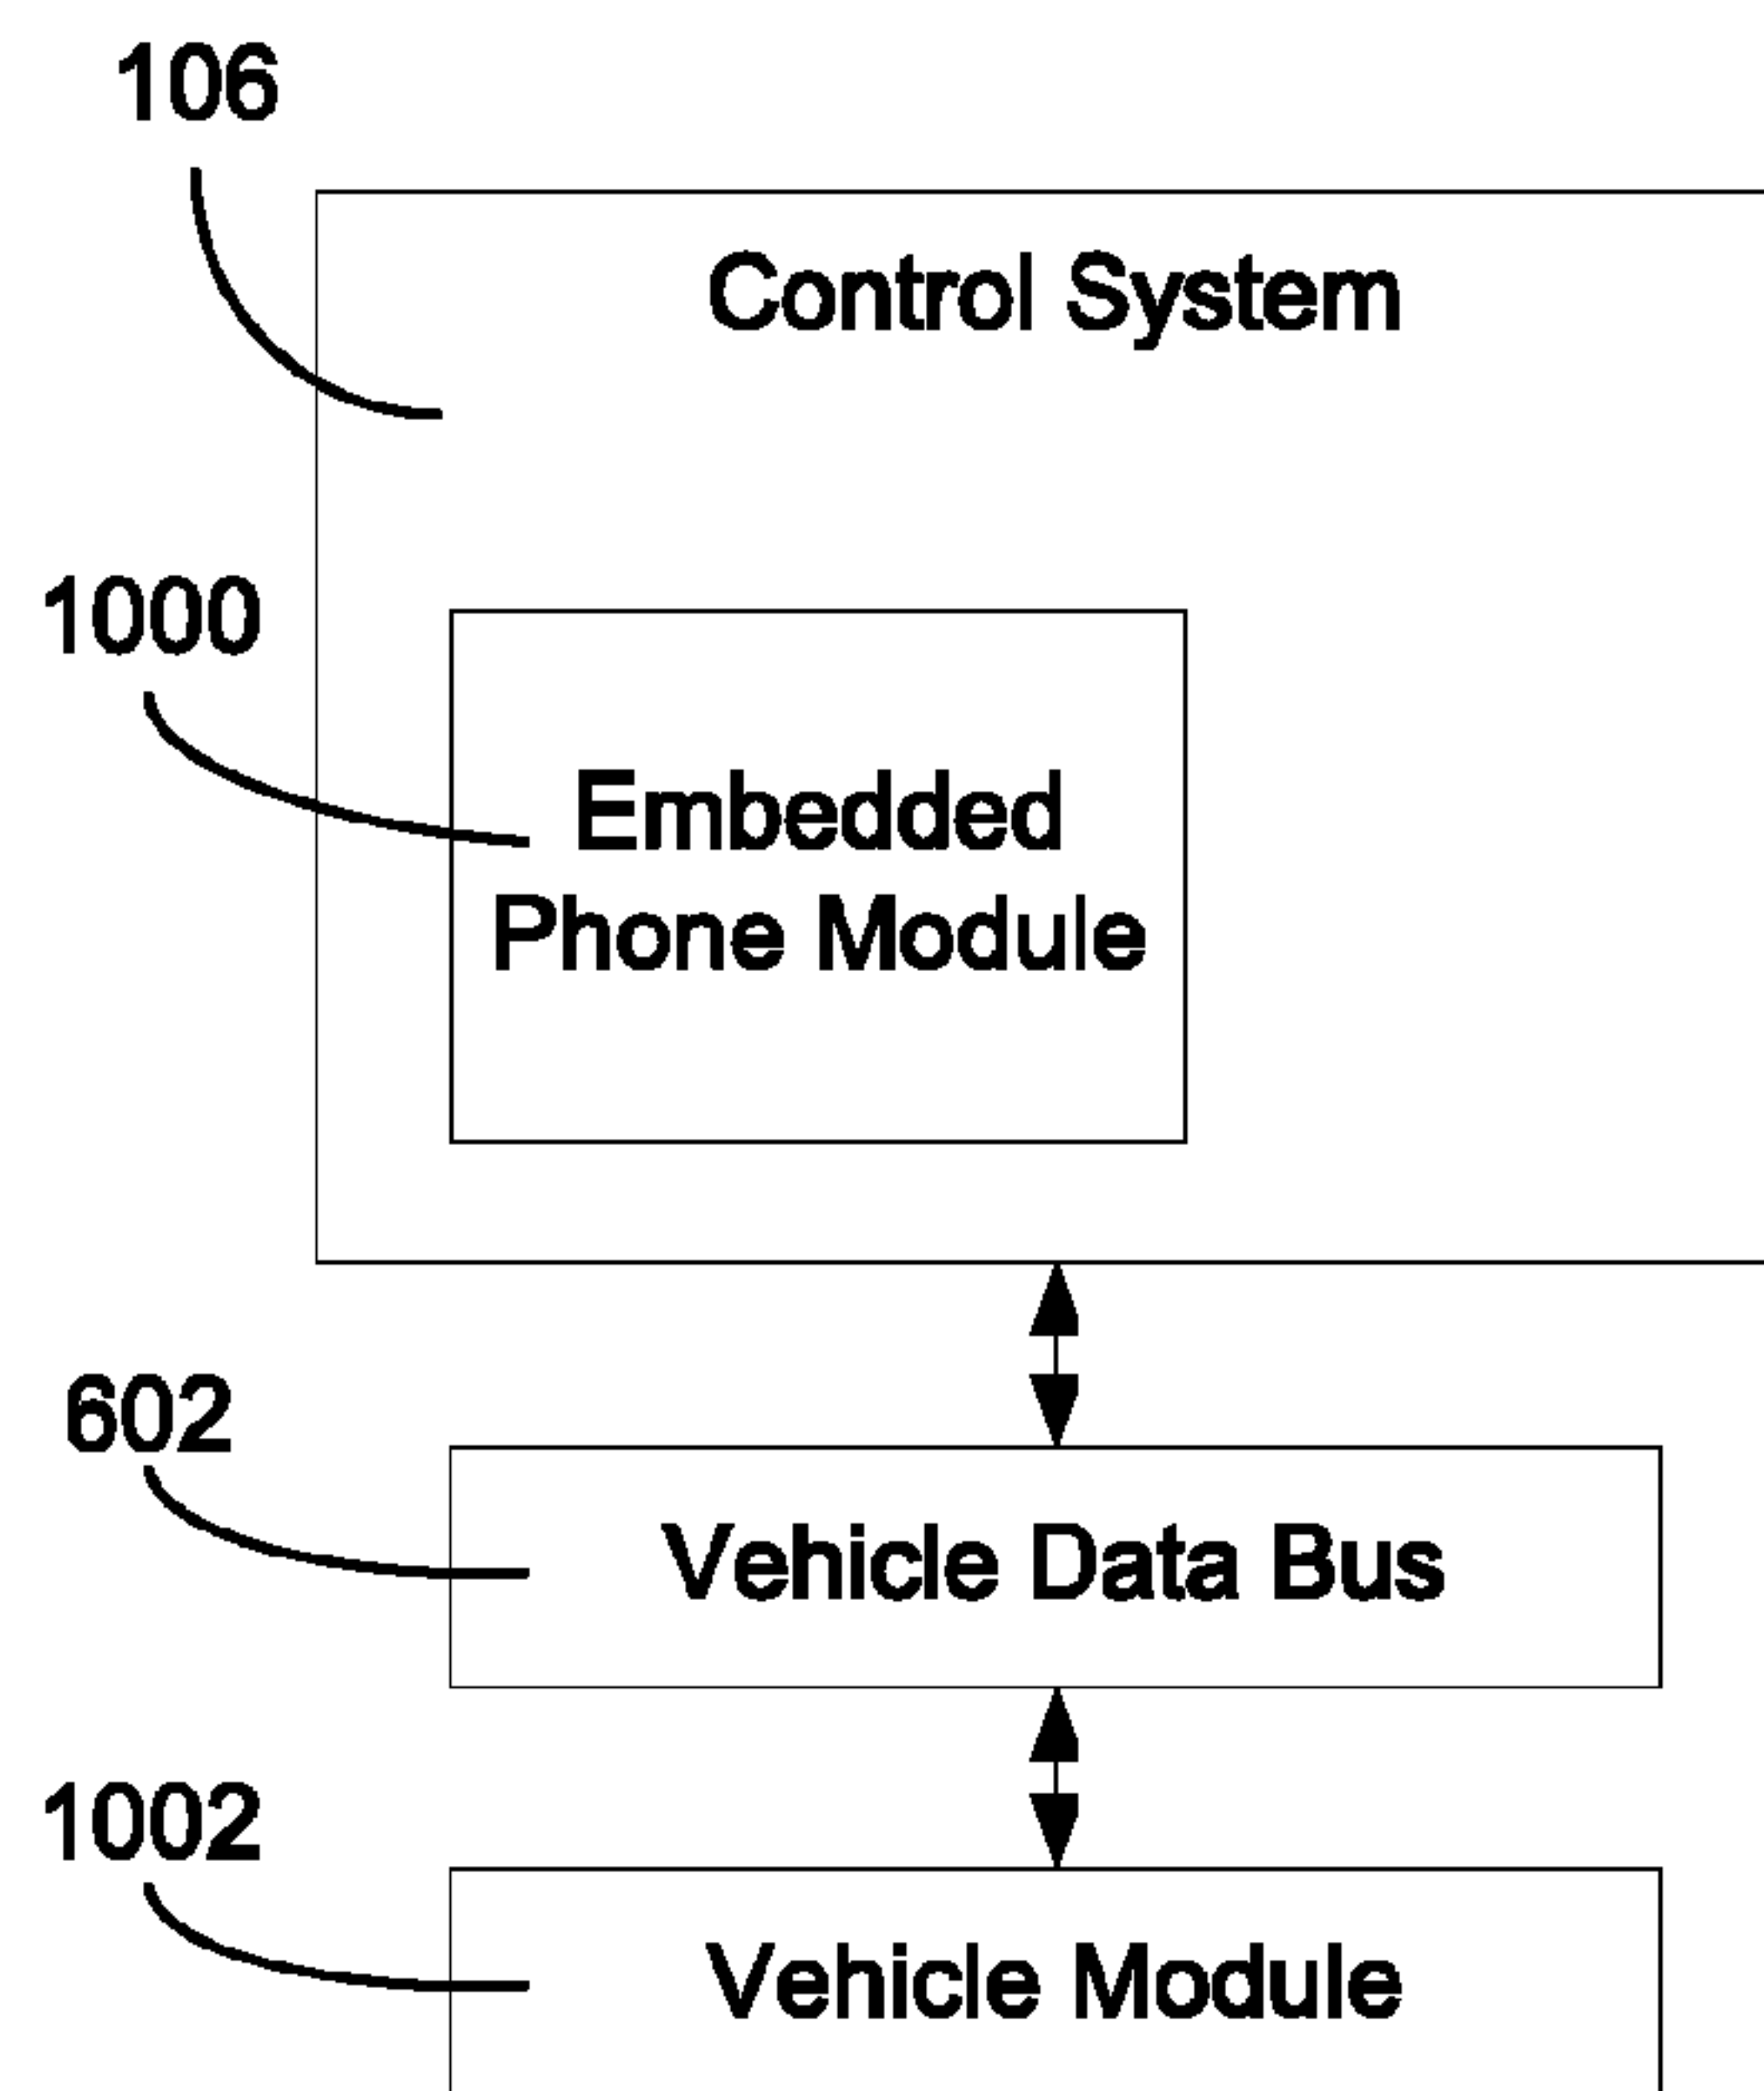 106
Control System
1000
Embedded
Phone Module
602
Vehicle Data Bus
1002
Vehicle Module